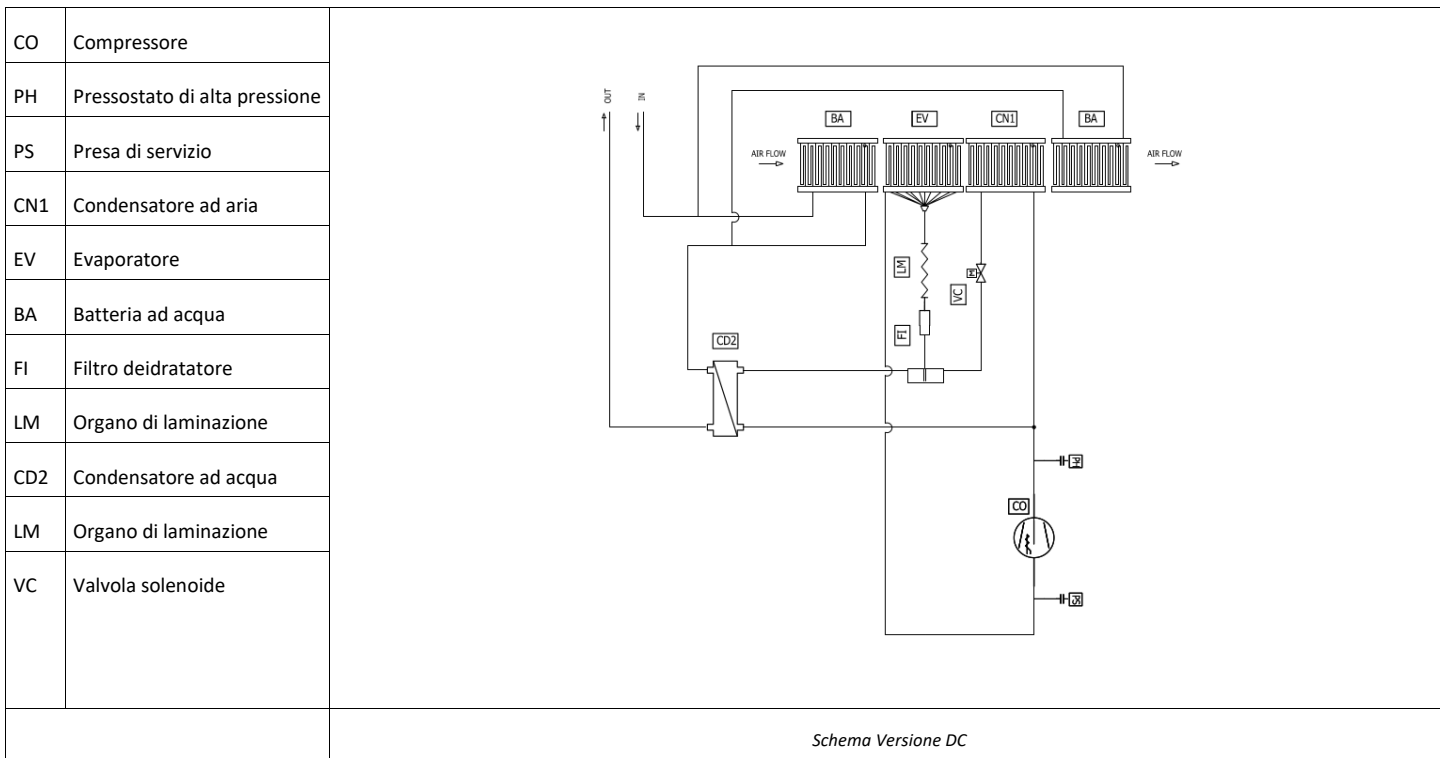 CO Compressore
PH Pressostato di alta pressione
PS Presa di servizio
CN1 Condensatore ad aria
EV Evaporatore
BA Batteria ad acqua
FI Filtro deidratatore
LM Organo di laminazione
CD2 Condensatore ad acqua
LM Organo di laminazione
VC Valvola solenoide
OUT
IN
BA
EV
CN1
BA
AIR FLOW
AIR FLOW
LM
M
VC
FI
CD2
PH
CO
PS
Schema Versione DC